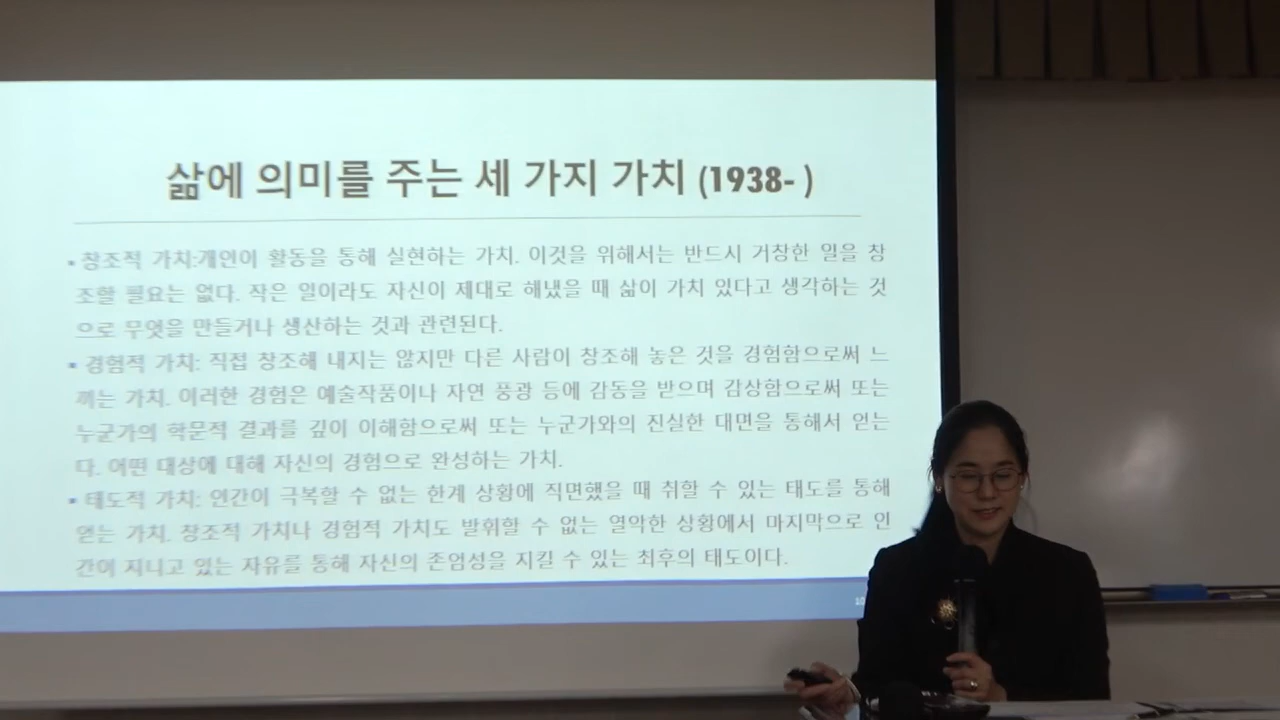 삶에 의미를 주는 세 가지 가치 (1938- )
▪ 창조적 가치:개인이 활동을 통해 실현하는 가치. 이것을 위해서는 반드시 거창한 일을 창
조할 필요는 없다. 작은 일이라도 자신이 제대로 해냈을 때 삶이 가치 있다고 생각하는 것
으로 무엇을 만들거나 생산하는 것과 관련된다.
▪ 경험적 가치: 직접 창조해 내지는 않지만 다른 사람이 창조해 놓은 것을 경험함으로써 느
끼는 가치. 이러한 경험은 예술작품이나 자연 풍광 등에 감동을 받으며 감상함으로써 또는
누군가의 학문적 결과를 깊이 이해함으로써 또는 누군가와의 진실한 대면을 통해서 얻는
다. 어떤 대상에 대해 자신의 경험으로 완성하는 가치.
▪ 태도적 가치: 인간이 극복할 수 없는 한계 상황에 직면했을 때 취할 수 있는 태도를 통해
얻는 가치. 창조적 가치나 경험적 가치도 발휘할 수 없는 열악한 상황에서 마지막으로 인
간이 지니고 있는 자유를 통해 자신의 존엄성을 지킬 수 있는 최후의 태도이다.